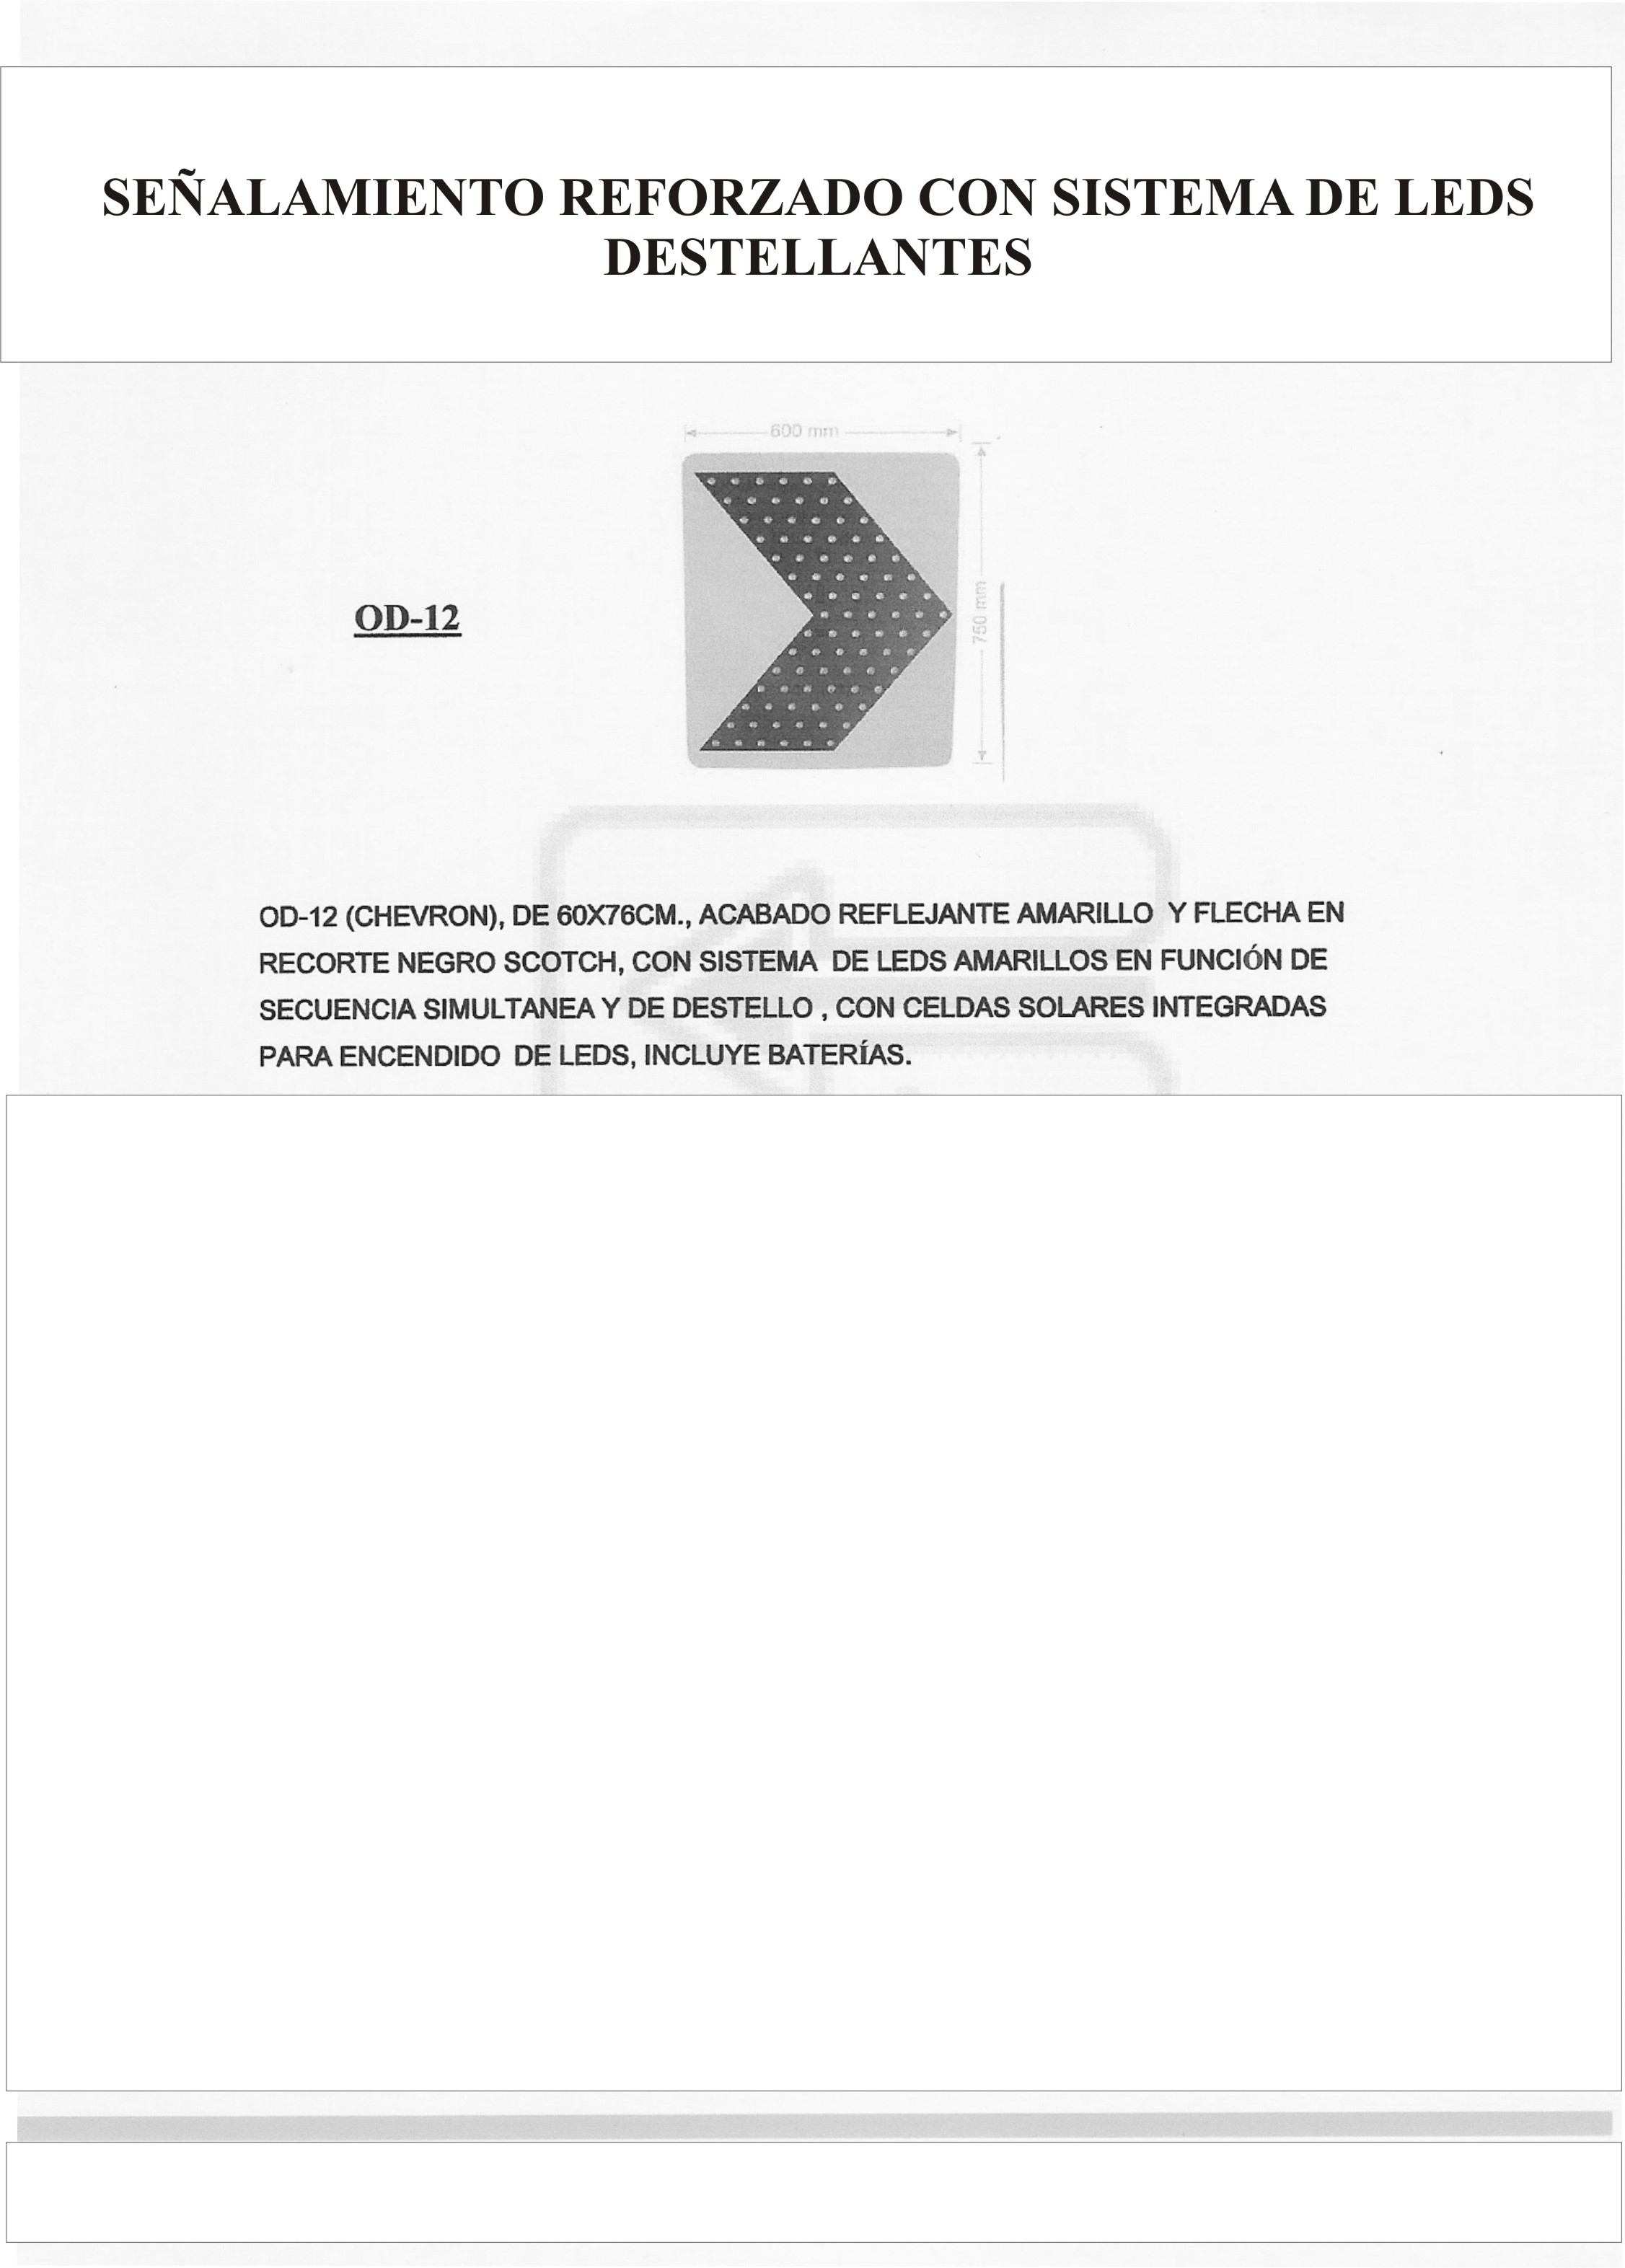 SEÑALAMIENTO REFORZADO CON SISTEMA DE LEDS
DESTELLANTES
600 mm
750 mm
OD-12
OD-12 (CHEVRON), DE 60X76CM., ACABADO REFLEJANTE AMARILLO Y FLECHA EN
RECORTE NEGRO SCOTCH, CON SISTEMA DE LEDS AMARILLOS EN FUNCIÓN DE
SECUENCIA SIMULTANEA Y DE DESTELLO , CON CELDAS SOLARES INTEGRADAS
PARA ENCENDIDO DE LEDS, INCLUYE BATERÍAS.